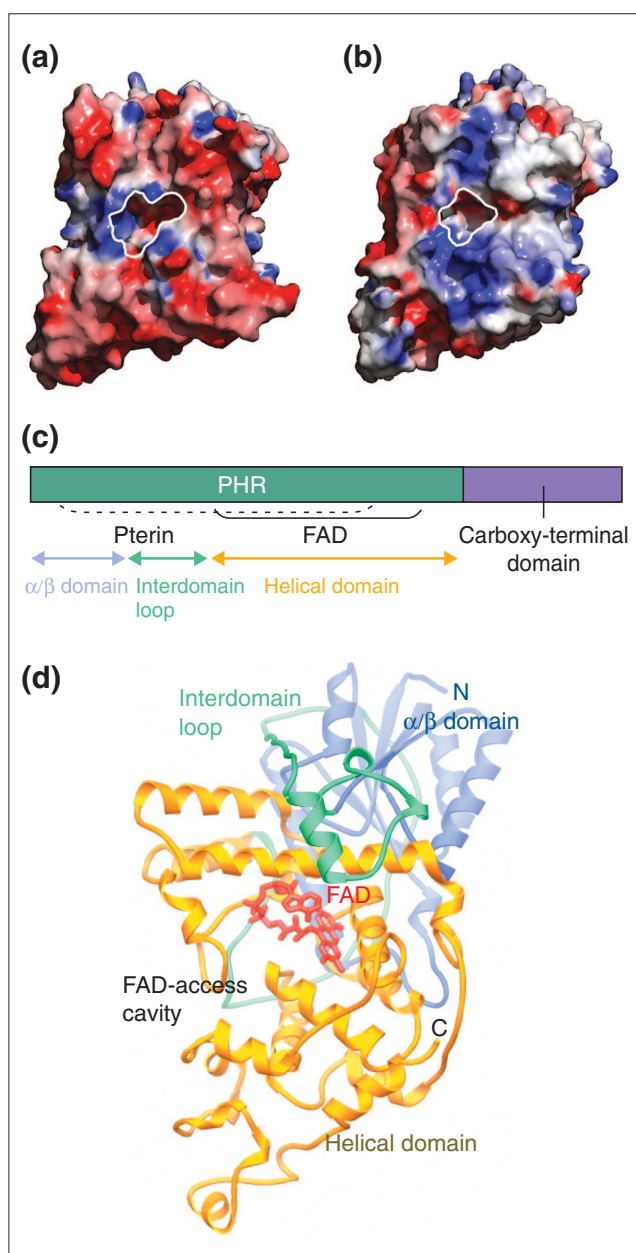 (a)
(b)
(c)
PHR
Pterin
FAD
Carboxy-terminal
domain
α/β domain
Interdomain
loop
Helical domain
(d)
Interdomain
loop
N
α/β domain
FAD
FAD-access
cavity
C
Helical domain